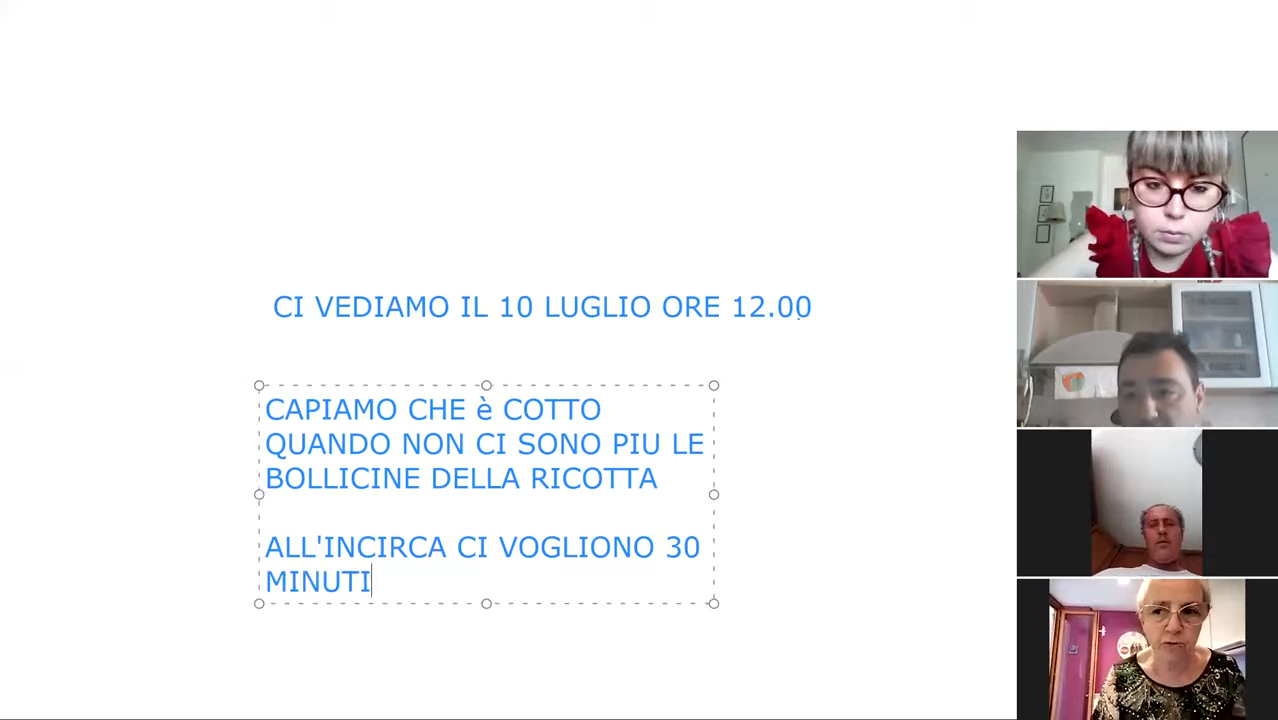 CI VEDIAMO IL 10 LUGLIO ORE 12.00
CAPIAMO CHE è COTTO
QUANDO NON CI SONO PIU LE
BOLLICINE DELLA RICOTTA
ALL'INCIRCA CI VOGLIONO 30
MINUTI